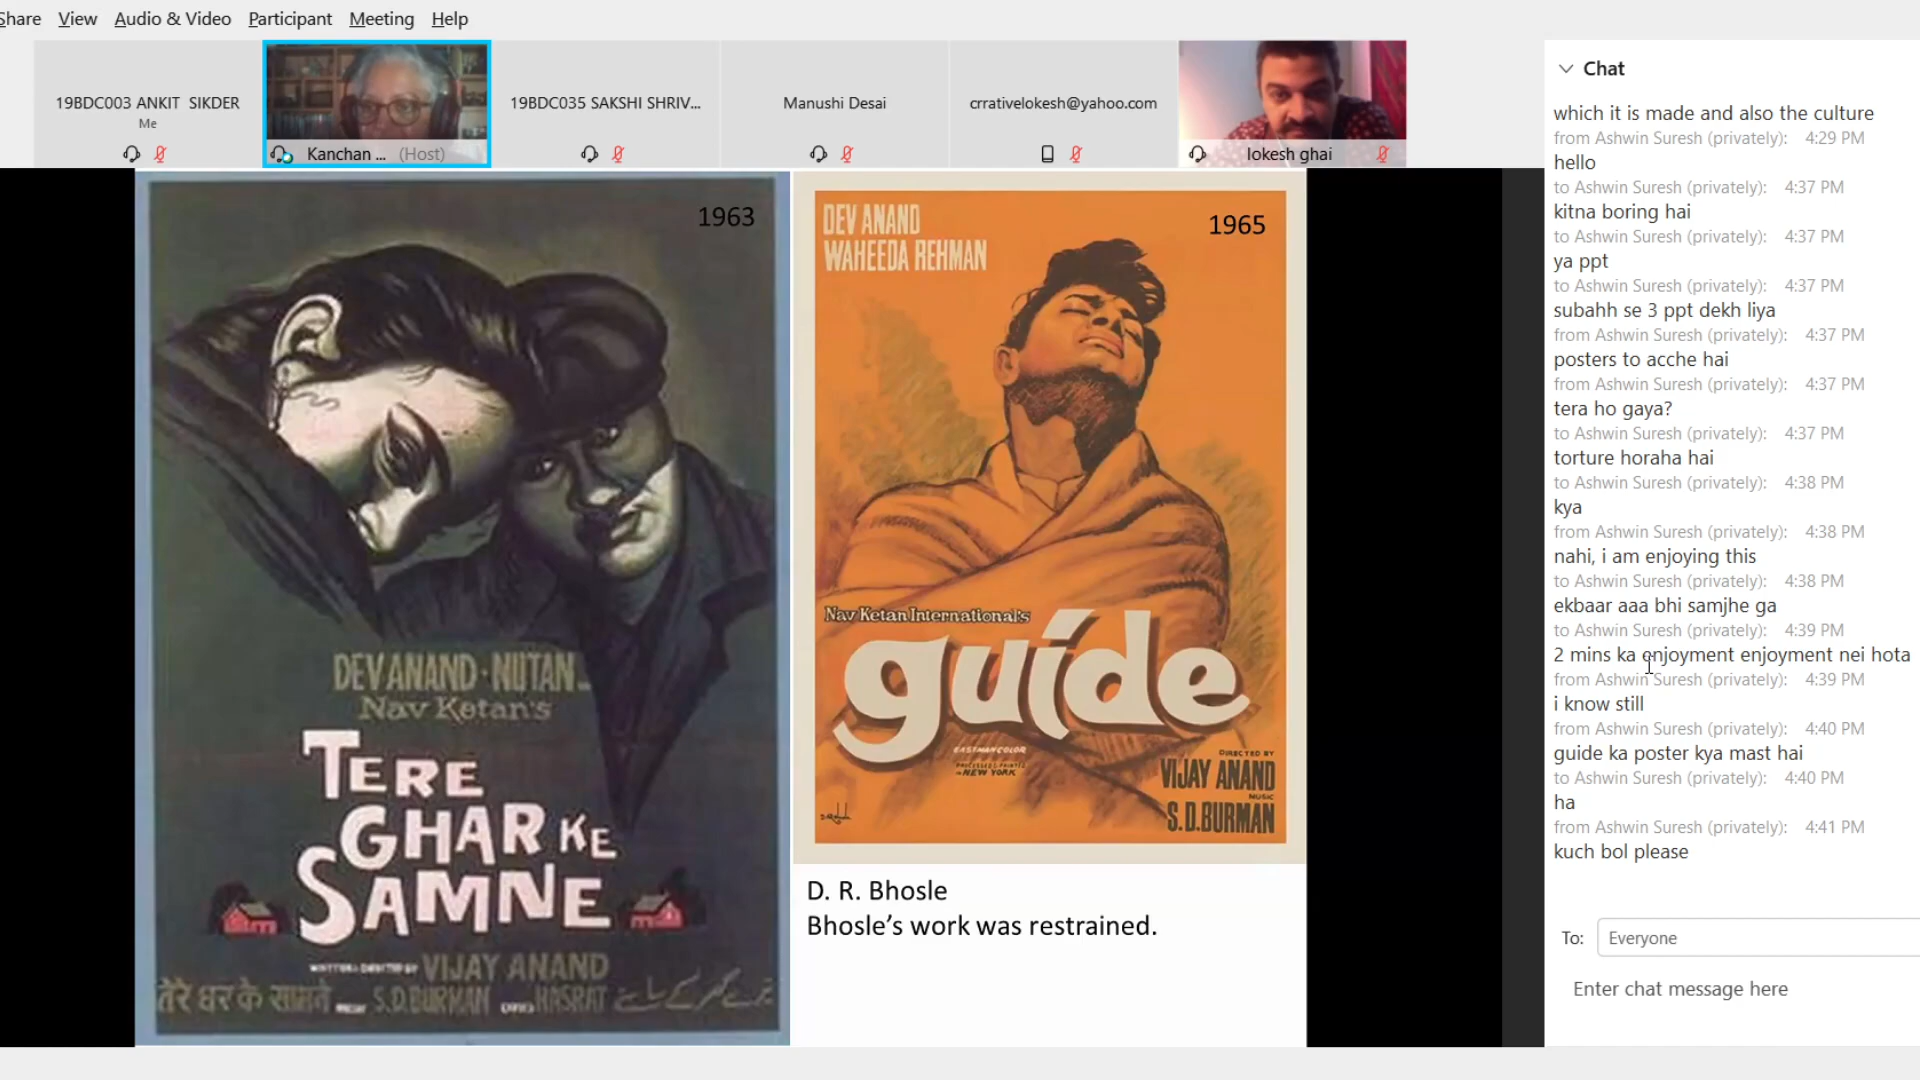 Share View Audio & Video Participant Meeting Help
19BDC003 ANKIT SIKDER
Me
Kanchan ... (Host)
19BDC035 SAKSHI SHRIV...
Manushi Desai
crrativelokesh@yahoo.com
lokesh ghai
1963
DEV ANAND · NUTAN
Nav Ketan's
TERE
GHAR KE
SAMNE
WRITTEN & DIRECTED BY VIJAY ANAND
तेरे घर के सामने S.D.BURMAN HASRAT
1965
DEV ANAND
WAHEEDA REHMAN
Nav Ketan International's
guide
EASTMANCOLOR
PROCESSED & PRINTED
in NEW YORK
DIRECTED BY
VIJAY ANAND
MUSIC
S.D.BURMAN
D. R. Bhosle
Bhosle's work was restrained.
Chat
which it is made and also the culture
from Ashwin Suresh (privately): 4:29 PM
hello
to Ashwin Suresh (privately): 4:37 PM
kitna boring hai
to Ashwin Suresh (privately): 4:37 PM
ya ppt
to Ashwin Suresh (privately): 4:37 PM
subahh se 3 ppt dekh liya
from Ashwin Suresh (privately): 4:37 PM
posters to acche hai
from Ashwin Suresh (privately): 4:37 PM
tera ho gaya?
to Ashwin Suresh (privately): 4:37 PM
torture horaha hai
to Ashwin Suresh (privately): 4:38 PM
kya
from Ashwin Suresh (privately): 4:38 PM
nahi, i am enjoying this
to Ashwin Suresh (privately): 4:38 PM
ekbaar aaa bhi samjhe ga
to Ashwin Suresh (privately): 4:39 PM
2 mins ka enjoyment enjoyment nei hota
from Ashwin Suresh (privately): 4:39 PM
i know still
from Ashwin Suresh (privately): 4:40 PM
guide ka poster kya mast hai
to Ashwin Suresh (privately): 4:40 PM
ha
from Ashwin Suresh (privately): 4:41 PM
kuch bol please
To: Everyone
Enter chat message here